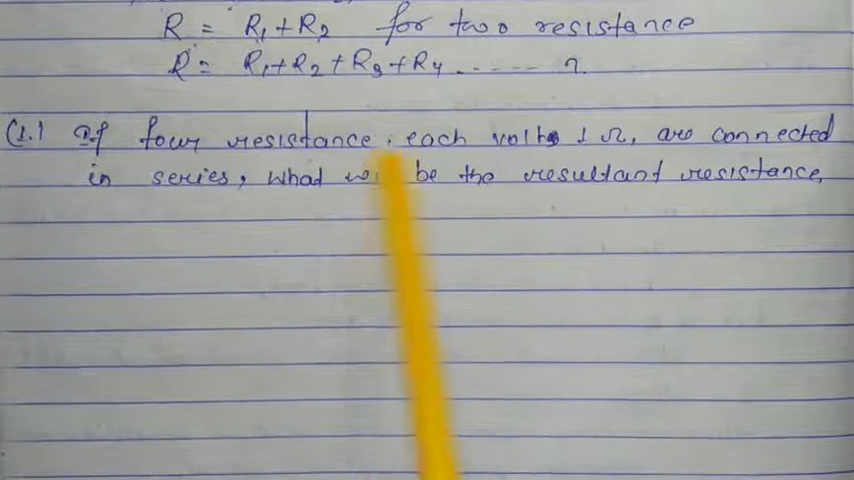 R = R₁+R₂ for two resistance
R = R₁+R₂+R₃+R₄ ....... n.
Q.1 If four resistance, each volts 1 Ω, are connected
in series, what be the resultant resistance,